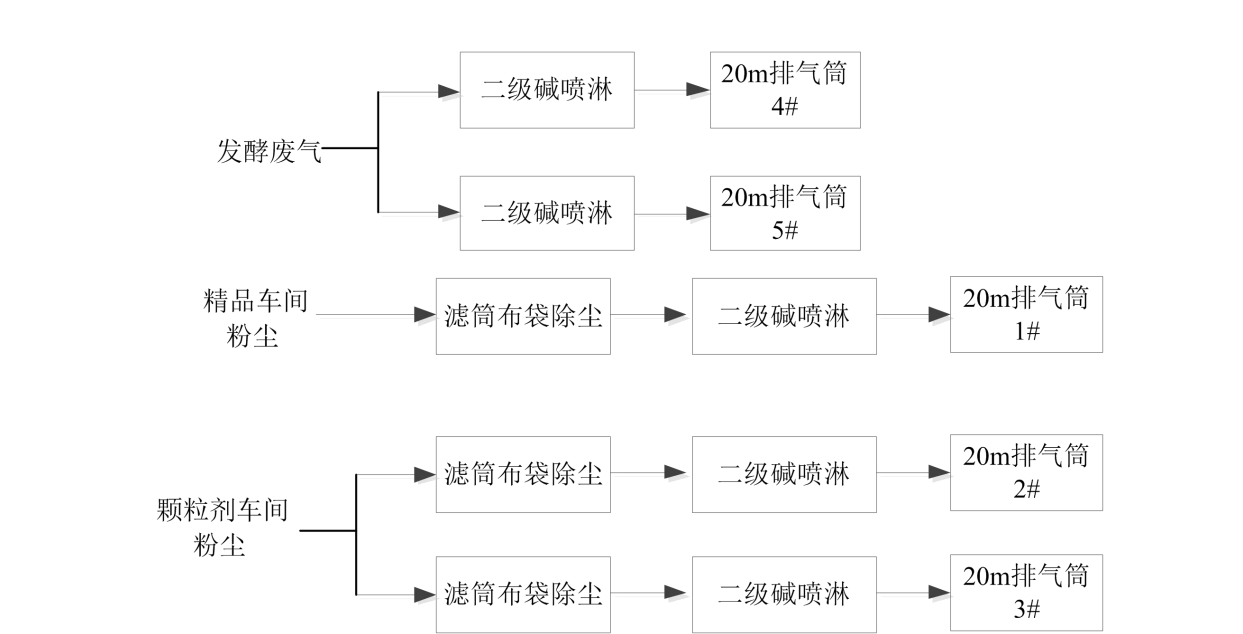 发酵废气
二级碱喷淋
20m排气筒
4#
二级碱喷淋
20m排气筒
5#
精品车间
粉尘
滤筒布袋除尘
二级碱喷淋
20m排气筒
1#
颗粒剂车间
粉尘
滤筒布袋除尘
二级碱喷淋
20m排气筒
2#
滤筒布袋除尘
二级碱喷淋
20m排气筒
3#